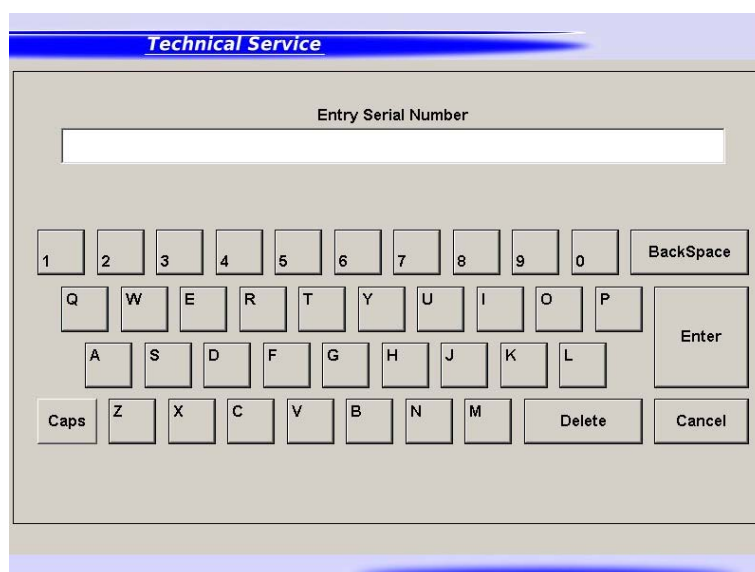 Technical Service
Entry Serial Number
1 2 3 4 5 6 7 8 9 0 BackSpace
Q W E R T Y U I O P
Enter
A S D F G H J K L
Caps Z X C V B N M Delete Cancel